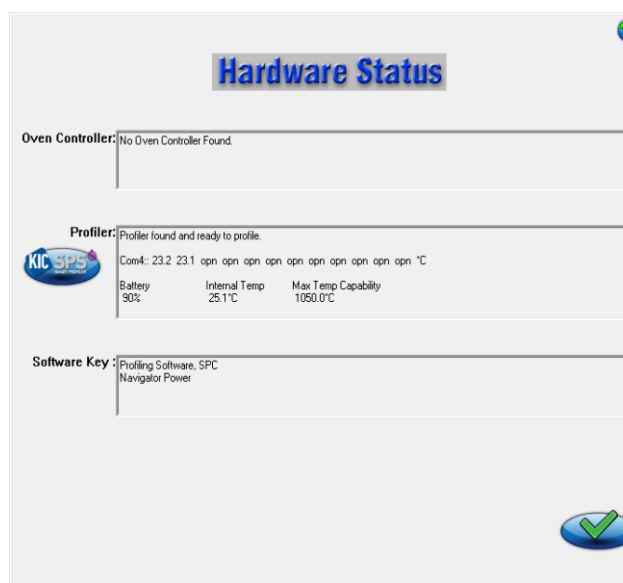 Hardware Status
Oven Controller: No Oven Controller Found.
Profiler: Profiler found and ready to profile.
KIC SPS
SMART PROFILER
Com4:: 23.2 23.1 opn opn opn opn opn opn opn opn opn opn °C
Battery Internal Temp Max Temp Capability
90% 25.1°C 1050.0°C
Software Key : Profiling Software, SPC
Navigator Power